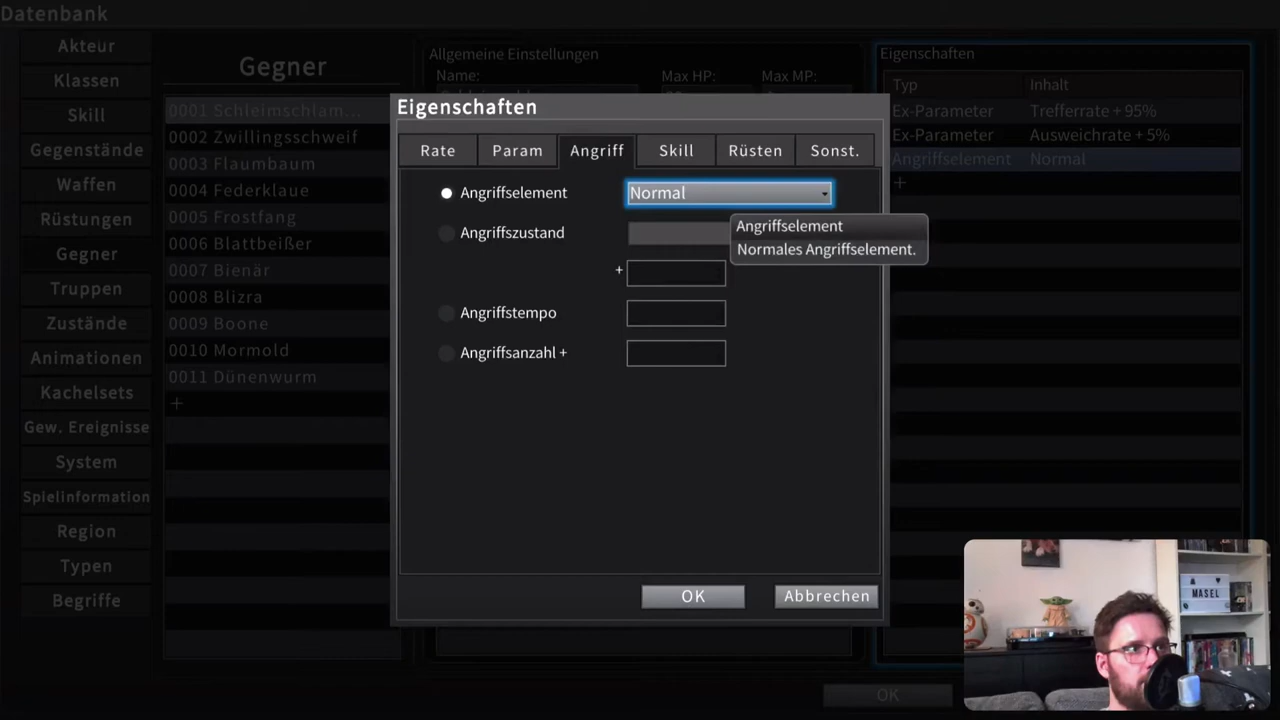 Datenbank
Akteur
Klassen
Skill
Gegenstände
Waffen
Rüstungen
Gegner
Truppen
Zustände
Animationen
Kachelsets
Gew. Ereignisse
System
Spielinformation
Region
Typen
Begriffe
Gegner
0001 Schleimschlam...
0002 Zwillingsschweif
0003 Flaumbaum
0004 Federklaue
0005 Frostfang
0006 Blattbeißer
0007 Bienär
0008 Blizra
0009 Boone
0010 Mormold
0011 Dünenwurm
+
Allgemeine Einstellungen
Name: Max HP: Max MP:
Eigenschaften
Rate Param Angriff Skill Rüsten Sonst.
Angriffselement Normal
Angriffszustand
+
Angriffstempo
Angriffsanzahl +
Angriffselement
Normales Angriffselement.
OK Abbrechen
Eigenschaften
Typ Inhalt
Ex-Parameter Trefferrate + 95%
Ex-Parameter Ausweichrate + 5%
Angriffselement Normal
+
OK
MASEL